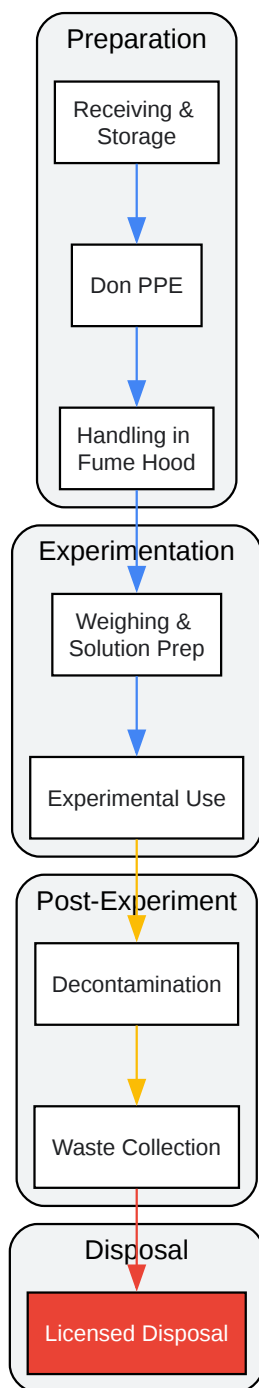 Preparation
Receiving &
Storage
Don PPE
Handling in
Fume Hood
Experimentation
Weighing &
Solution Prep
Experimental Use
Post-Experiment
Decontamination
Waste Collection
Disposal
Licensed Disposal